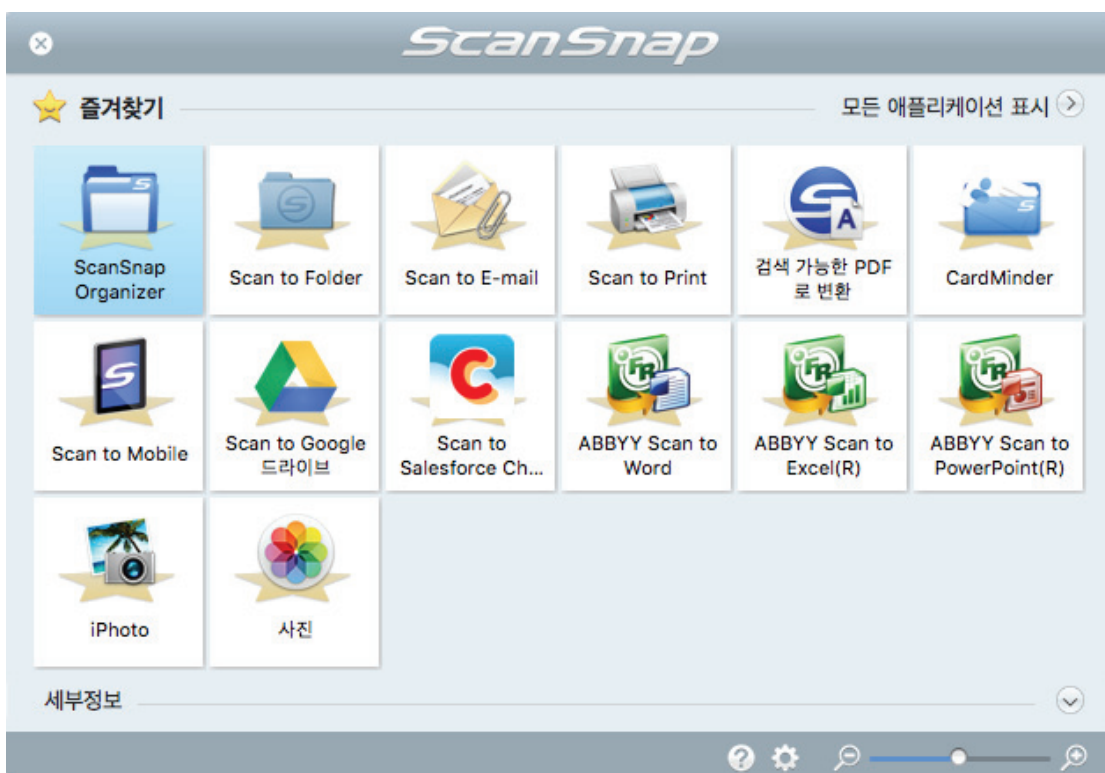 ScanSnap
즐겨찾기
모든 애플리케이션 표시
ScanSnap
Organizer
Scan to Folder
Scan to E-mail
Scan to Print
검색 가능한 PDF
로 변환
CardMinder
Scan to Mobile
Scan to Google
드라이브
Scan to
Salesforce Ch...
ABBYY Scan to
Word
ABBYY Scan to
Excel(R)
ABBYY Scan to
PowerPoint(R)
iPhoto
사진
세부정보